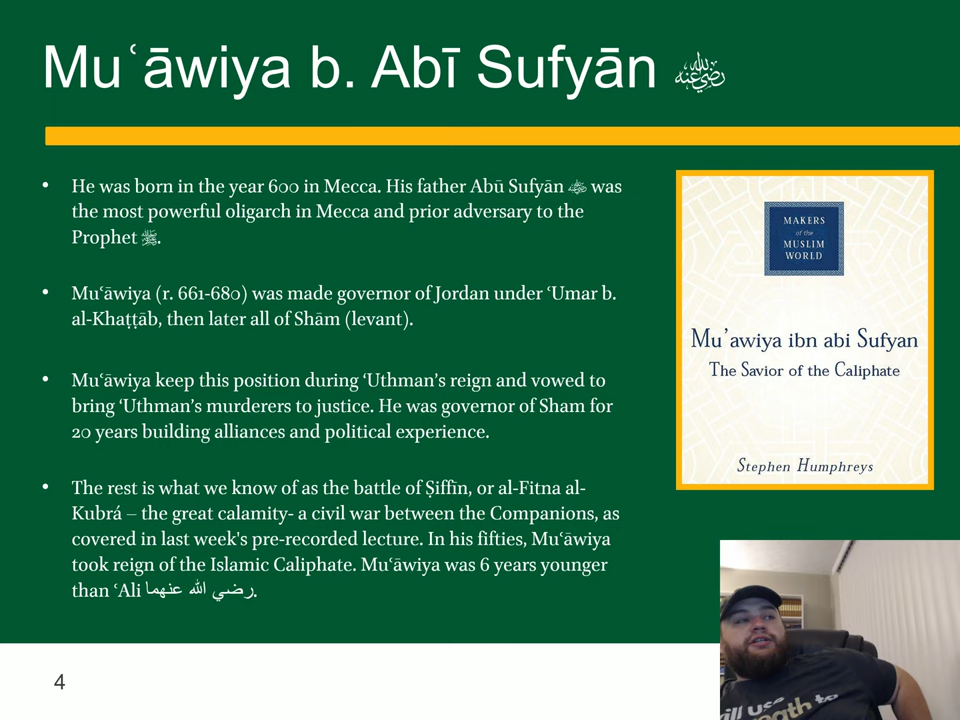 Muʿāwiya b. Abī Sufyān رضي الله عنه
• He was born in the year 600 in Mecca. His father Abū Sufyān was
the most powerful oligarch in Mecca and prior adversary to the
Prophet ﷺ.
• Muʿāwiya (r. 661-680) was made governor of Jordan under ʿUmar b.
al-Khaṭṭāb, then later all of Shām (levant).
• Muʿāwiya keep this position during ‘Uthman’s reign and vowed to
bring ‘Uthman’s murderers to justice. He was governor of Sham for
20 years building alliances and political experience.
• The rest is what we know of as the battle of Ṣiffīn, or al-Fitna al-
Kubrá – the great calamity- a civil war between the Companions, as
covered in last week's pre-recorded lecture. In his fifties, Muʿāwiya
took reign of the Islamic Caliphate. Muʿāwiya was 6 years younger
than ʿAli رضي الله عنهما.
MAKERS
of the
MUSLIM
WORLD
Mu’awiya ibn abi Sufyan
The Savior of the Caliphate
Stephen Humphreys
4